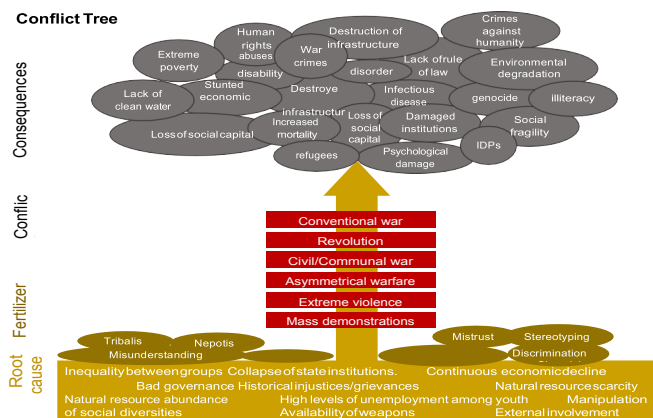 Conflict Tree
Consequences
Conflic
Fertilizer
Root
cause
Human
rights
abuses
Destruction of
infrastructure
Crimes
against
humanity
Extreme
poverty
War
crimes
disability
disorder
Lack of rule
of law
Environmental
degradation
Lack of
clean water
Stunted
economic
Destroye
infrastructur
Infectious
disease
genocide
illiteracy
Loss of social capital
Increased
mortality
Loss of
social
capital
Damaged
institutions
Social
fragility
refugees
Psychological
damage
IDPs
Conventional war
Revolution
Civil/Communal war
Asymmetrical warfare
Extreme violence
Mass demonstrations
Tribalis
Nepotis
Misunderstanding
Mistrust
Stereotyping
Discrimination
Inequality between groups Collapse of state institutions. Continuous economic decline
Bad governance Historical injustices/grievances Natural resource scarcity
Natural resource abundance High levels of unemployment among youth Manipulation
of social diversities Availability of weapons External involvement